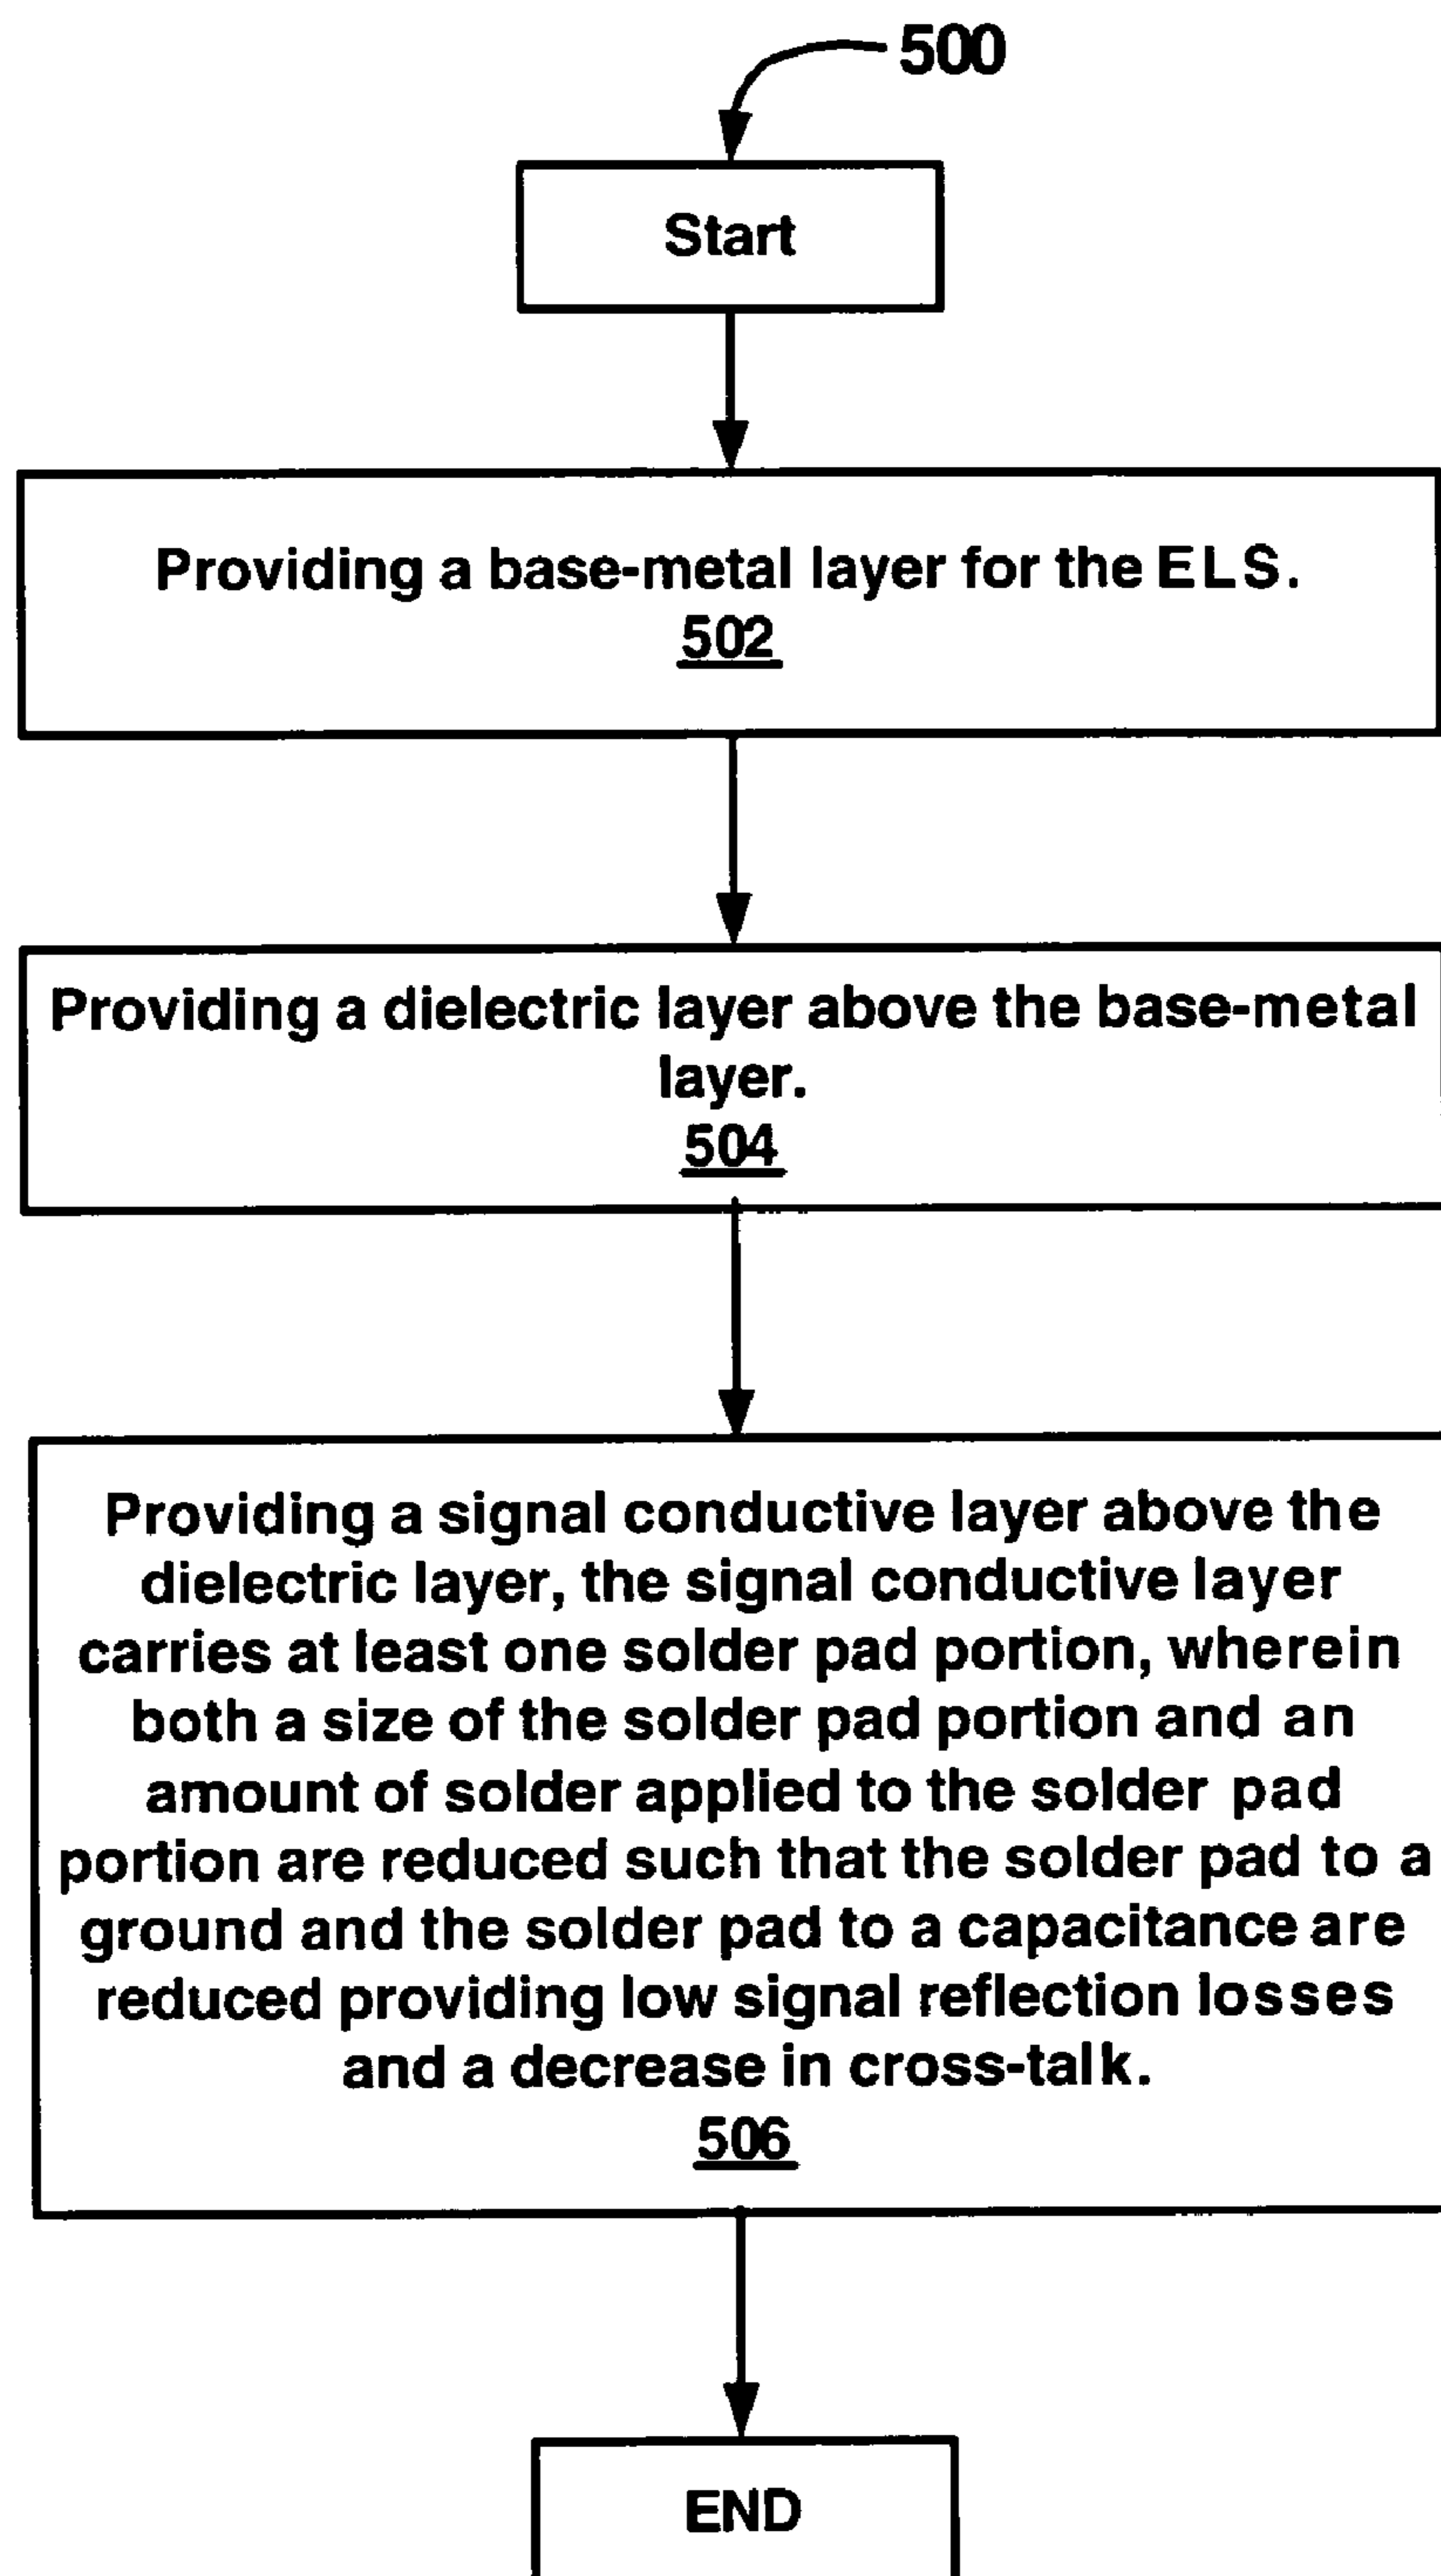 500
Start
Providing a base-metal layer for the ELS.
502
Providing a dielectric layer above the base-metal
layer.
504
Providing a signal conductive layer above the
dielectric layer, the signal conductive layer
carries at least one solder pad portion, wherein
both a size of the solder pad portion and an
amount of solder applied to the solder pad
portion are reduced such that the solder pad to a
ground and the solder pad to a capacitance are
reduced providing low signal reflection losses
and a decrease in cross-talk.
506
END